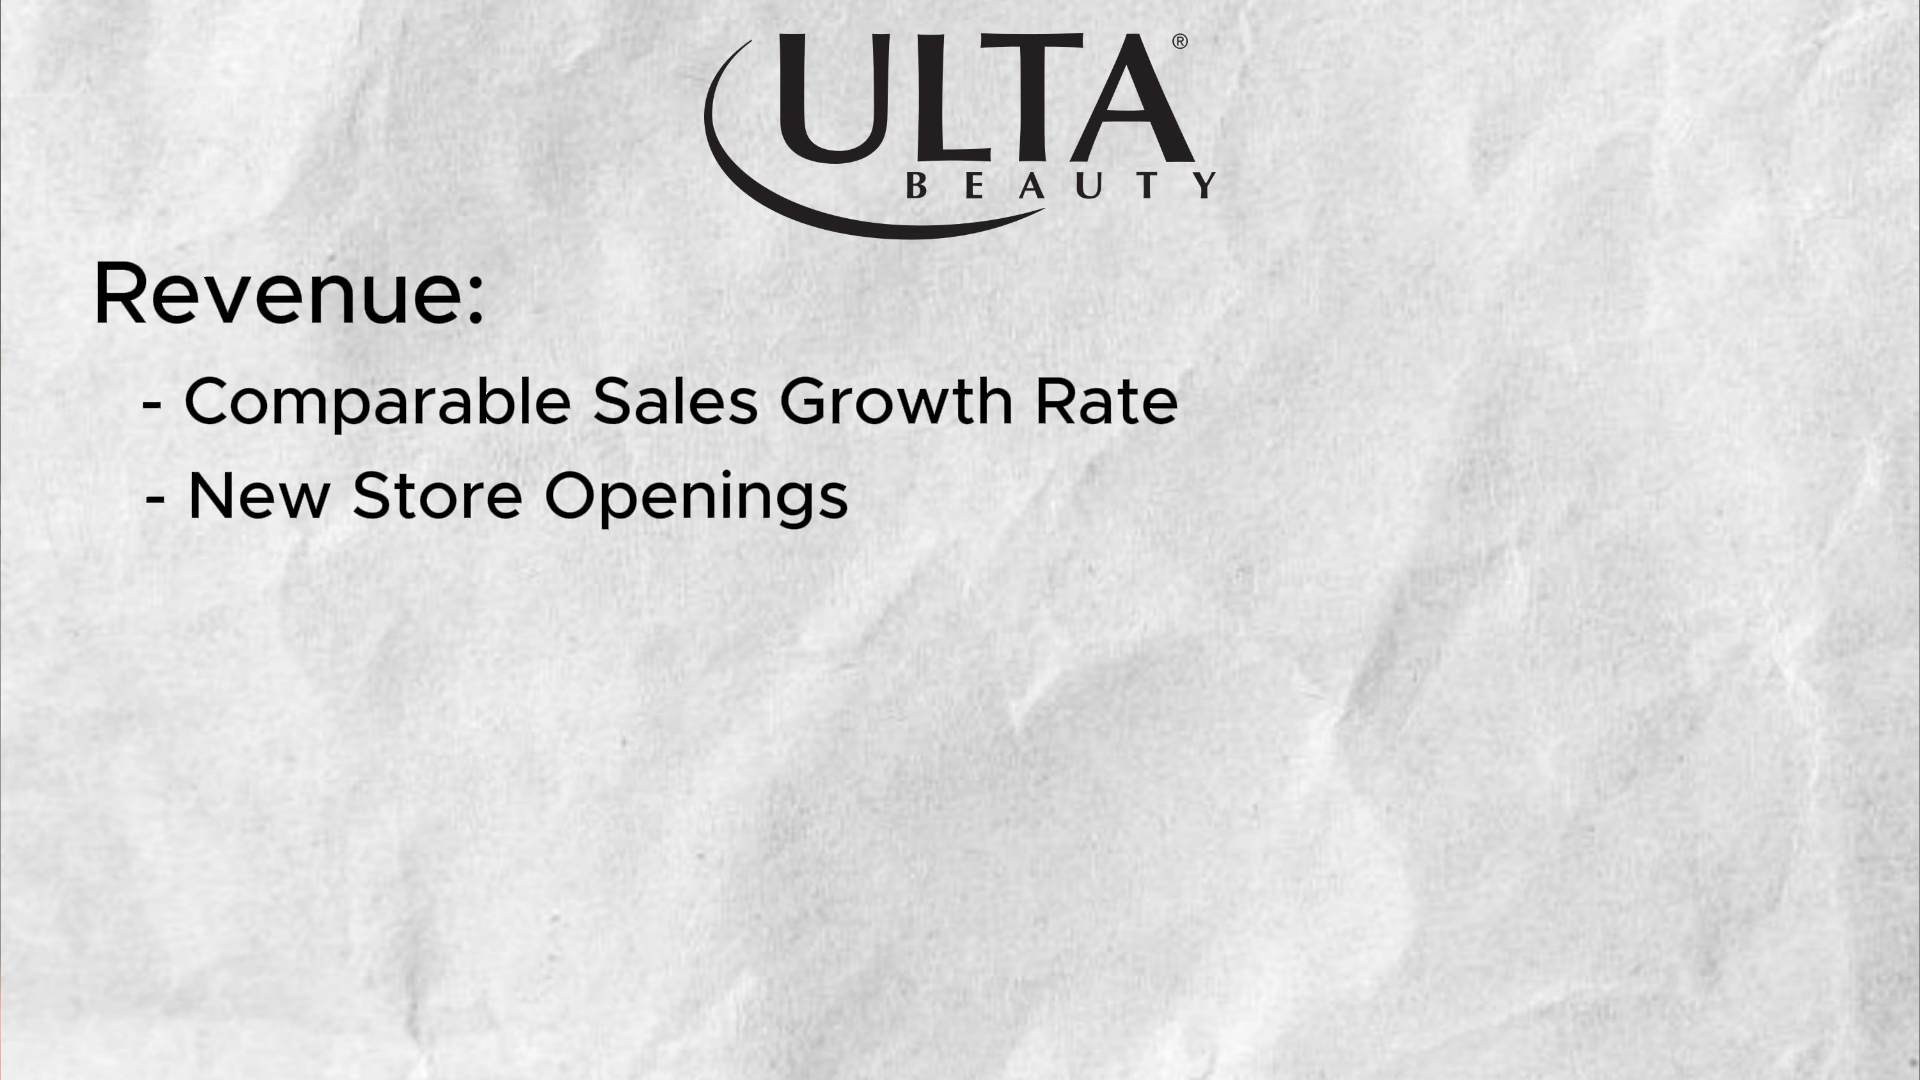 ULTA®
BEAUTY
Revenue:
- Comparable Sales Growth Rate
- New Store Openings